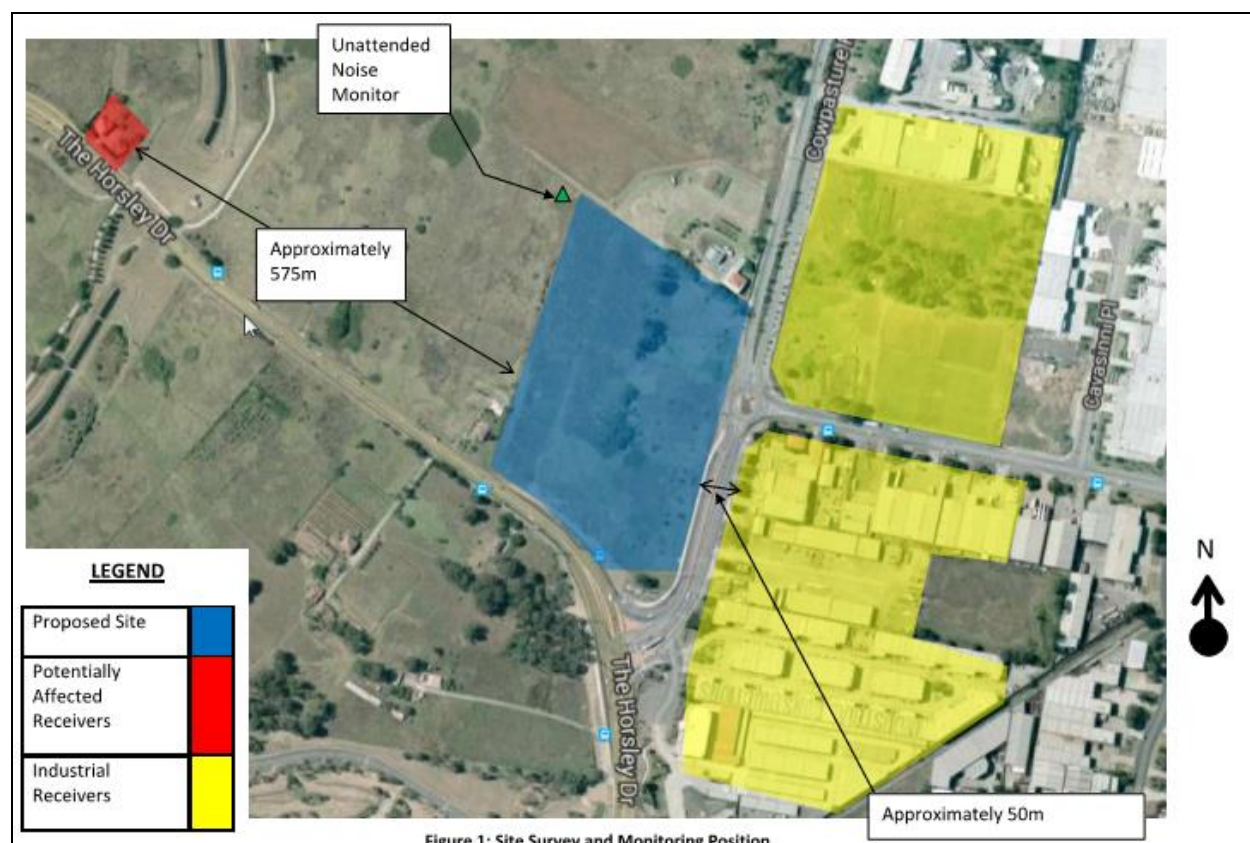 Unattended
Noise
Monitor
Cowpasture
The Horsley Dr
Approximately
575m
Cavasinni Pl
N
LEGEND
Proposed Site
Potentially
Affected
Receivers
Industrial
Receivers
The Horsley Dr
Approximately 50m
Figure 1: Site Survey and Monitoring Position